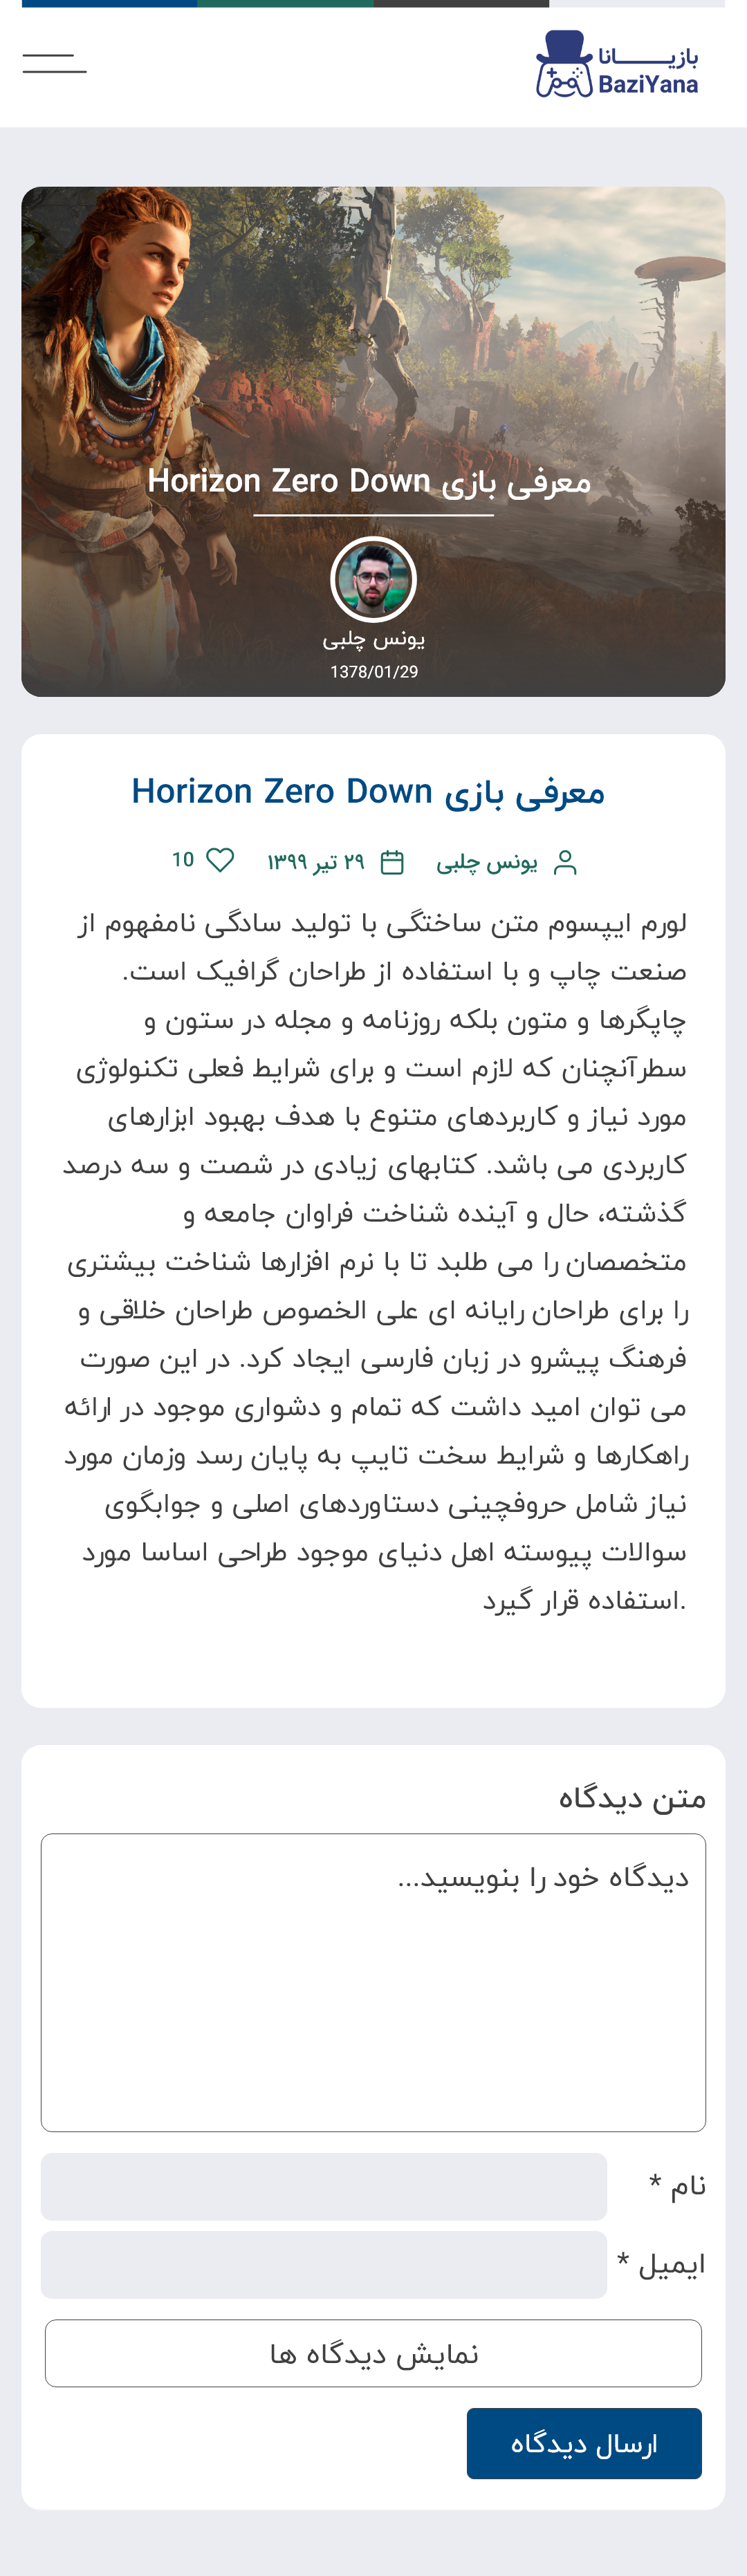 بازیـــــــانا
BaziYana
معرفی بازی Horizon Zero Down
یونس چلبی
1378/01/29
معرفی بازی Horizon Zero Down
یونس چلبی
۲۹ تیر ۱۳۹۹
10
لورم ایپسوم متن ساختگی با تولید سادگی نامفهوم از
صنعت چاپ و با استفاده از طراحان گرافیک است.
چاپگرها و متون بلکه روزنامه و مجله در ستون و
سطرآنچنان که لازم است و برای شرایط فعلی تکنولوژی
مورد نیاز و کاربردهای متنوع با هدف بهبود ابزارهای
کاربردی می باشد. کتابهای زیادی در شصت و سه درصد
گذشته، حال و آینده شناخت فراوان جامعه و
متخصصان را می طلبد تا با نرم افزارها شناخت بیشتری
را برای طراحان رایانه ای علی الخصوص طراحان خلاقی و
فرهنگ پیشرو در زبان فارسی ایجاد کرد. در این صورت
می توان امید داشت که تمام و دشواری موجود در ارائه
راهکارها و شرایط سخت تایپ به پایان رسد وزمان مورد
نیاز شامل حروفچینی دستاوردهای اصلی و جوابگوی
سوالات پیوسته اهل دنیای موجود طراحی اساسا مورد
.استفاده قرار گیرد
متن دیدگاه
دیدگاه خود را بنویسید...
نام *
ایمیل *
نمایش دیدگاه ها
ارسال دیدگاه